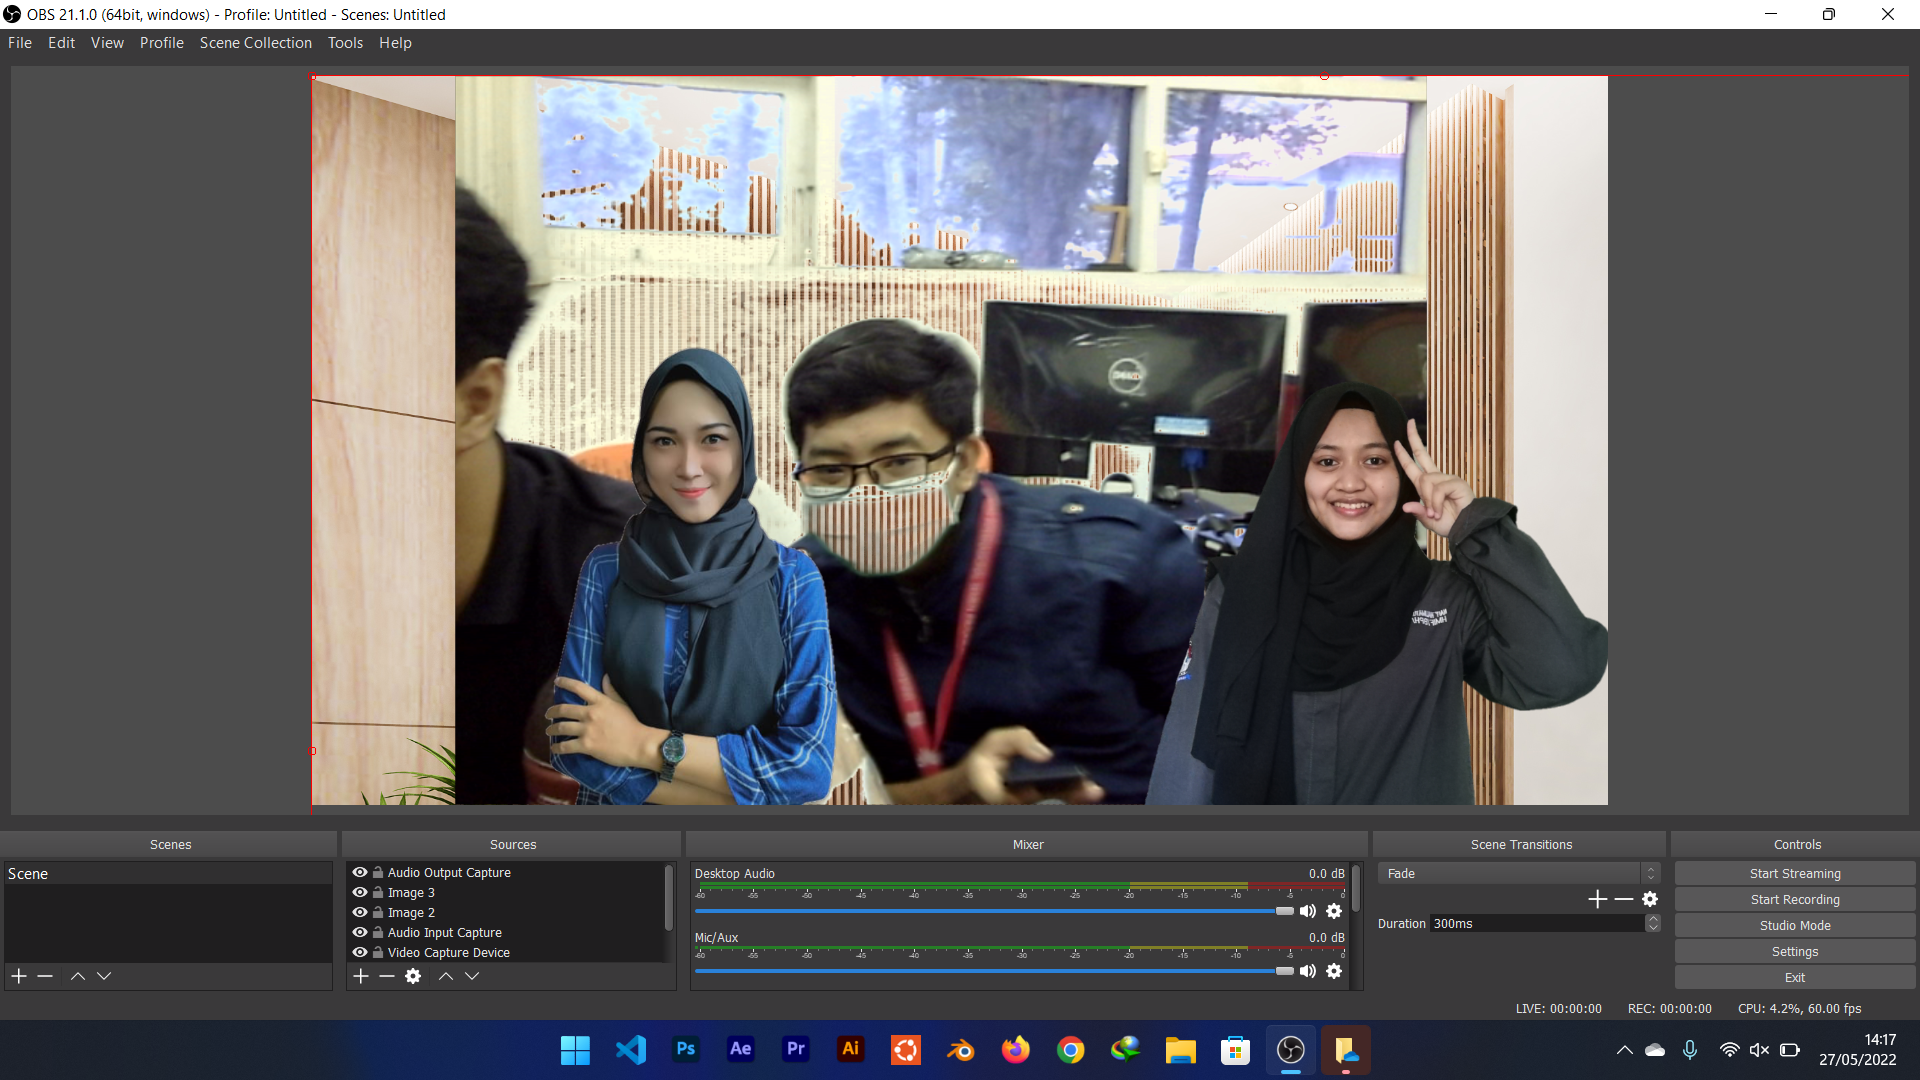 OBS 21.1.0 (64bit, windows) - Profile: Untitled - Scenes: Untitled
File Edit View Profile Scene Collection Tools Help
DELL
Scenes
Sources
Mixer
Scene Transitions
Controls
Scene
Audio Output Capture
Image 3
Image 2
Audio Input Capture
Video Capture Device
Desktop Audio 0.0 dB
-60 -55 -50 -45 -40 -35 -30 -25 -20 -15 -10 -5 0
Mic/Aux 0.0 dB
-60 -55 -50 -45 -40 -35 -30 -25 -20 -15 -10 -5 0
Fade
Duration 300ms
Start Streaming
Start Recording
Studio Mode
Settings
Exit
LIVE: 00:00:00 REC: 00:00:00 CPU: 4.2%, 60.00 fps
Ps Ae Pr Ai
14:17
27/05/2022